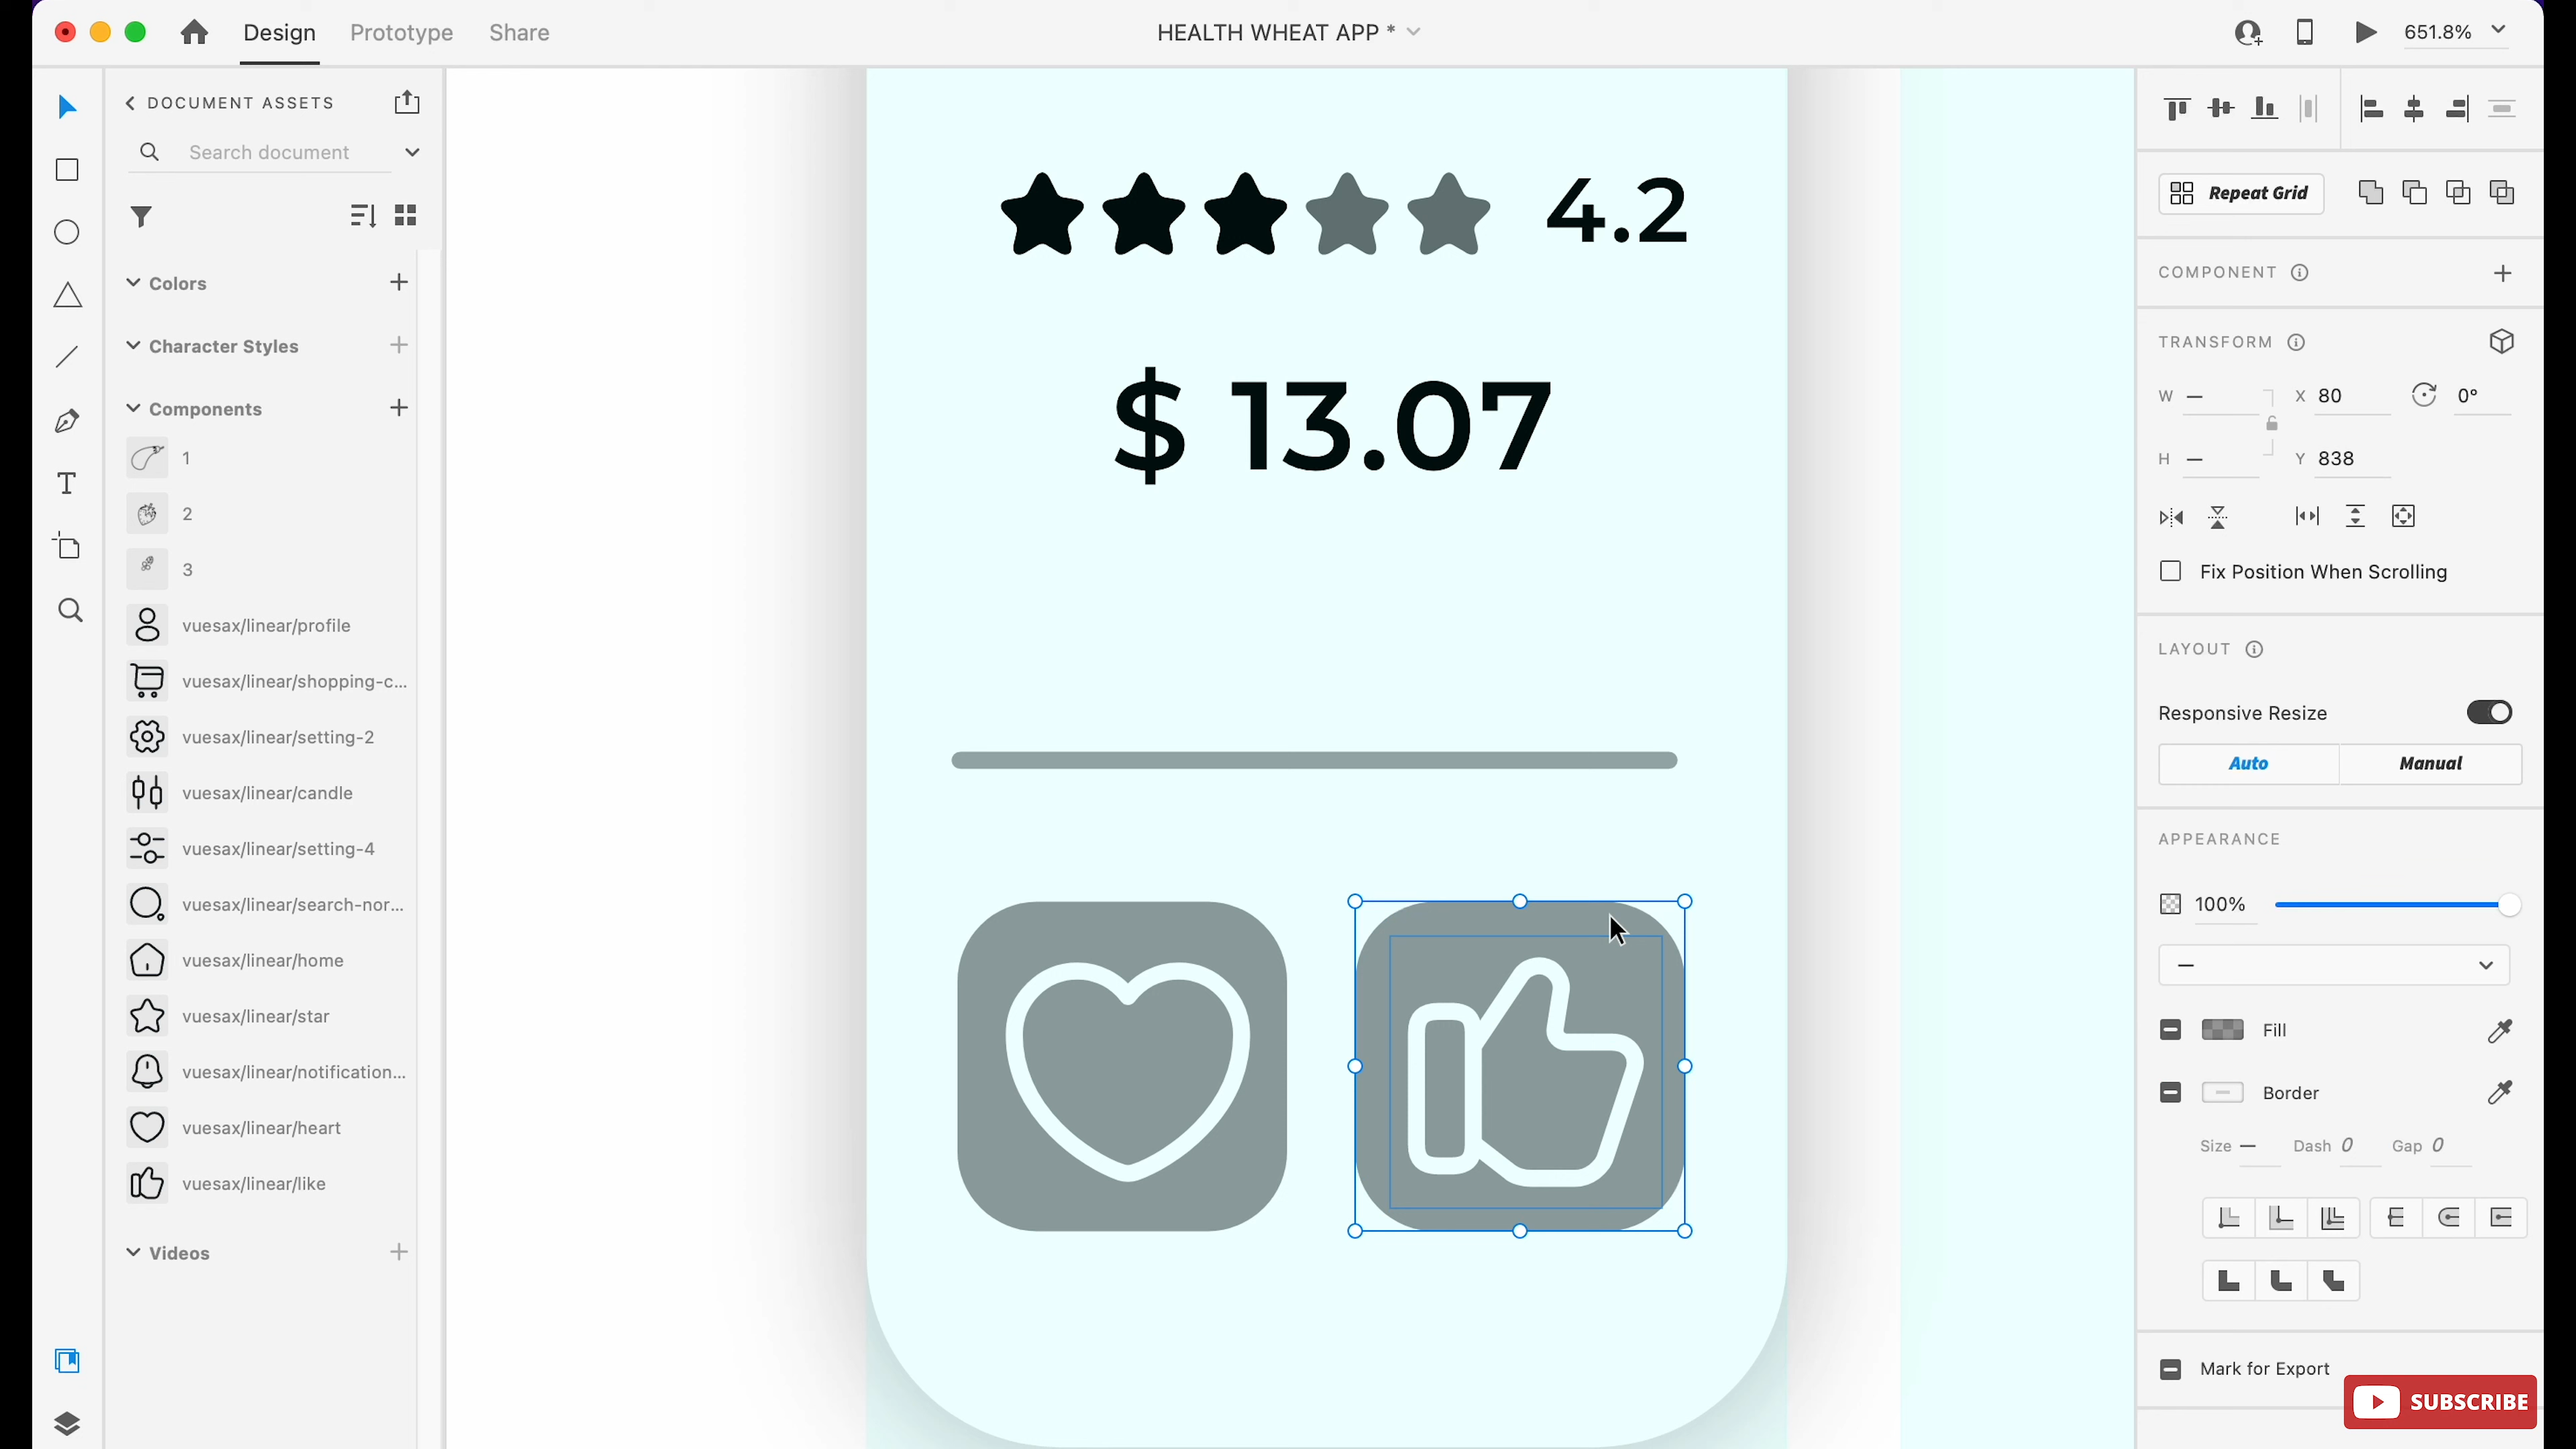 Design Prototype Share HEALTH WHEAT APP * 651.8%
DOCUMENT ASSETS
Search document
Colors
Character Styles
Components
1
2
3
vuesax/linear/profile
vuesax/linear/shopping-c...
vuesax/linear/setting-2
vuesax/linear/candle
vuesax/linear/setting-4
vuesax/linear/search-nor...
vuesax/linear/home
vuesax/linear/star
vuesax/linear/notification...
vuesax/linear/heart
vuesax/linear/like
Videos
4.2
$ 13.07
Repeat Grid
COMPONENT
TRANSFORM
W — X 80 0°
H — Y 838
Fix Position When Scrolling
LAYOUT
Responsive Resize
Auto Manual
APPEARANCE
100%
—
Fill
Border
Size — Dash 0 Gap 0
Mark for Export
SUBSCRIBE